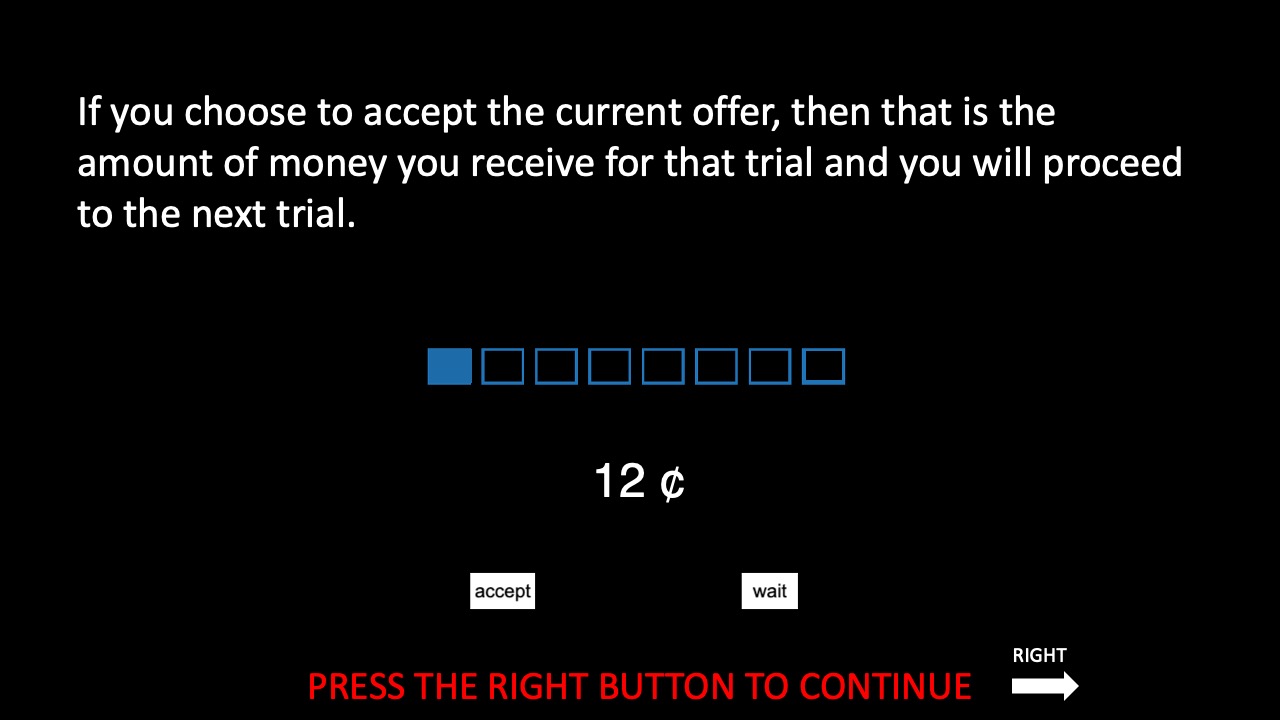 If you choose to accept the current offer, then that is the
amount of money you receive for that trial and you will proceed
to the next trial.
12 ¢
accept
wait
RIGHT
PRESS THE RIGHT BUTTON TO CONTINUE